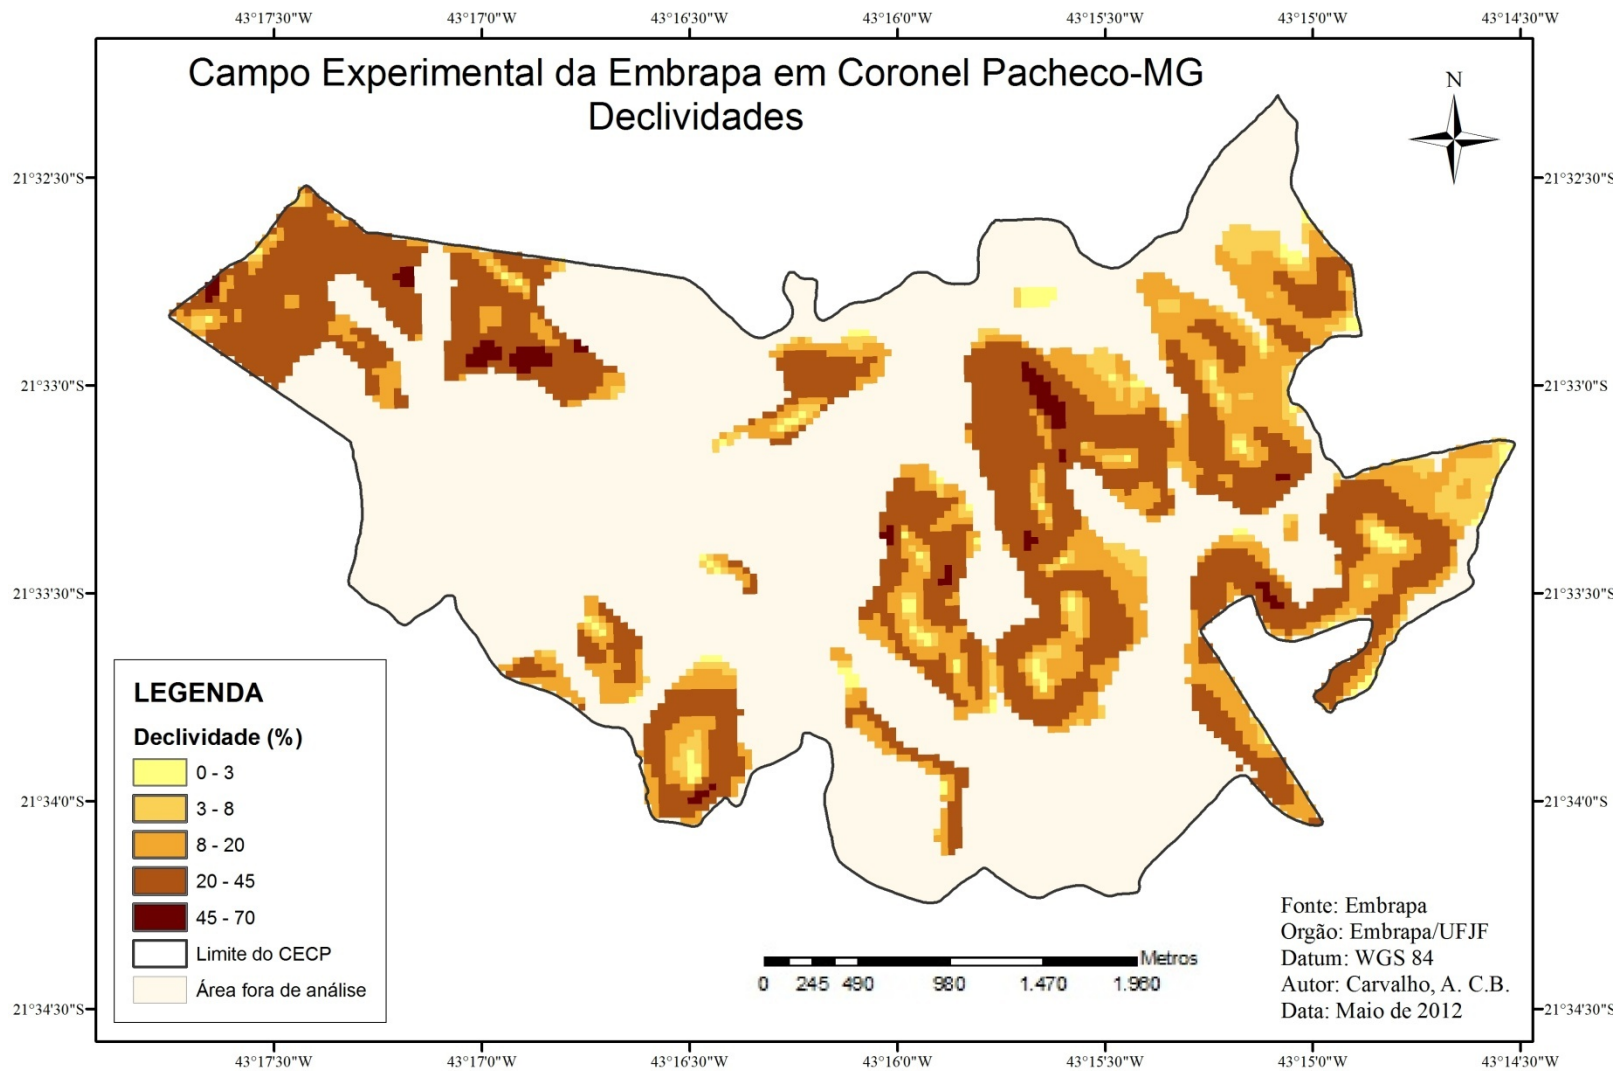 43°17'30"W 43°17'0"W 43°16'30"W 43°16'0"W 43°15'30"W 43°15'0"W 43°14'30"W
Campo Experimental da Embrapa em Coronel Pacheco-MG
Declividades
N
21°32'30"S 21°32'30"S
21°33'0"S 21°33'0"S
21°33'30"S 21°33'30"S
LEGENDA
Declividade (%)
0 - 3
3 - 8
21°34'0"S 21°34'0"S
8 - 20
20 - 45
45 - 70
Limite do CECP
Área fora de análise
Metros
0 245 490 980 1.470 1.960
Fonte: Embrapa
Orgão: Embrapa/UFJF
Datum: WGS 84
Autor: Carvalho, A. C.B.
Data: Maio de 2012
21°34'30"S 21°34'30"S
43°17'30"W 43°17'0"W 43°16'30"W 43°16'0"W 43°15'30"W 43°15'0"W 43°14'30"W